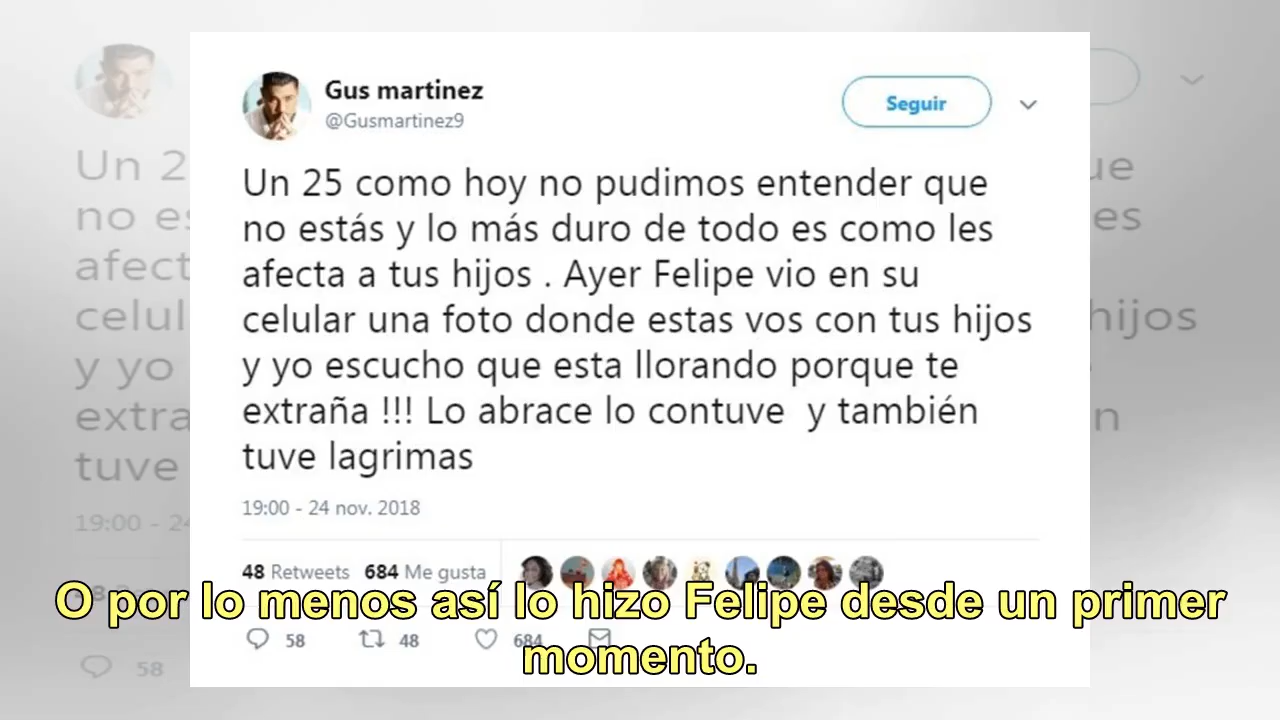 Gus martinez
@Gusmartinez9
Seguir
Un 25 como hoy no pudimos entender que
no estás y lo más duro de todo es como les
afecta a tus hijos . Ayer Felipe vio en su
celular una foto donde estas vos con tus hijos
y yo escucho que esta llorando porque te
extraña !!! Lo abrace lo contuve  y también
tuve lagrimas
19:00 - 24 nov. 2018
48 Retweets 684 Me gusta
58 48 684
O por lo menos así lo hizo Felipe desde un primer
momento.